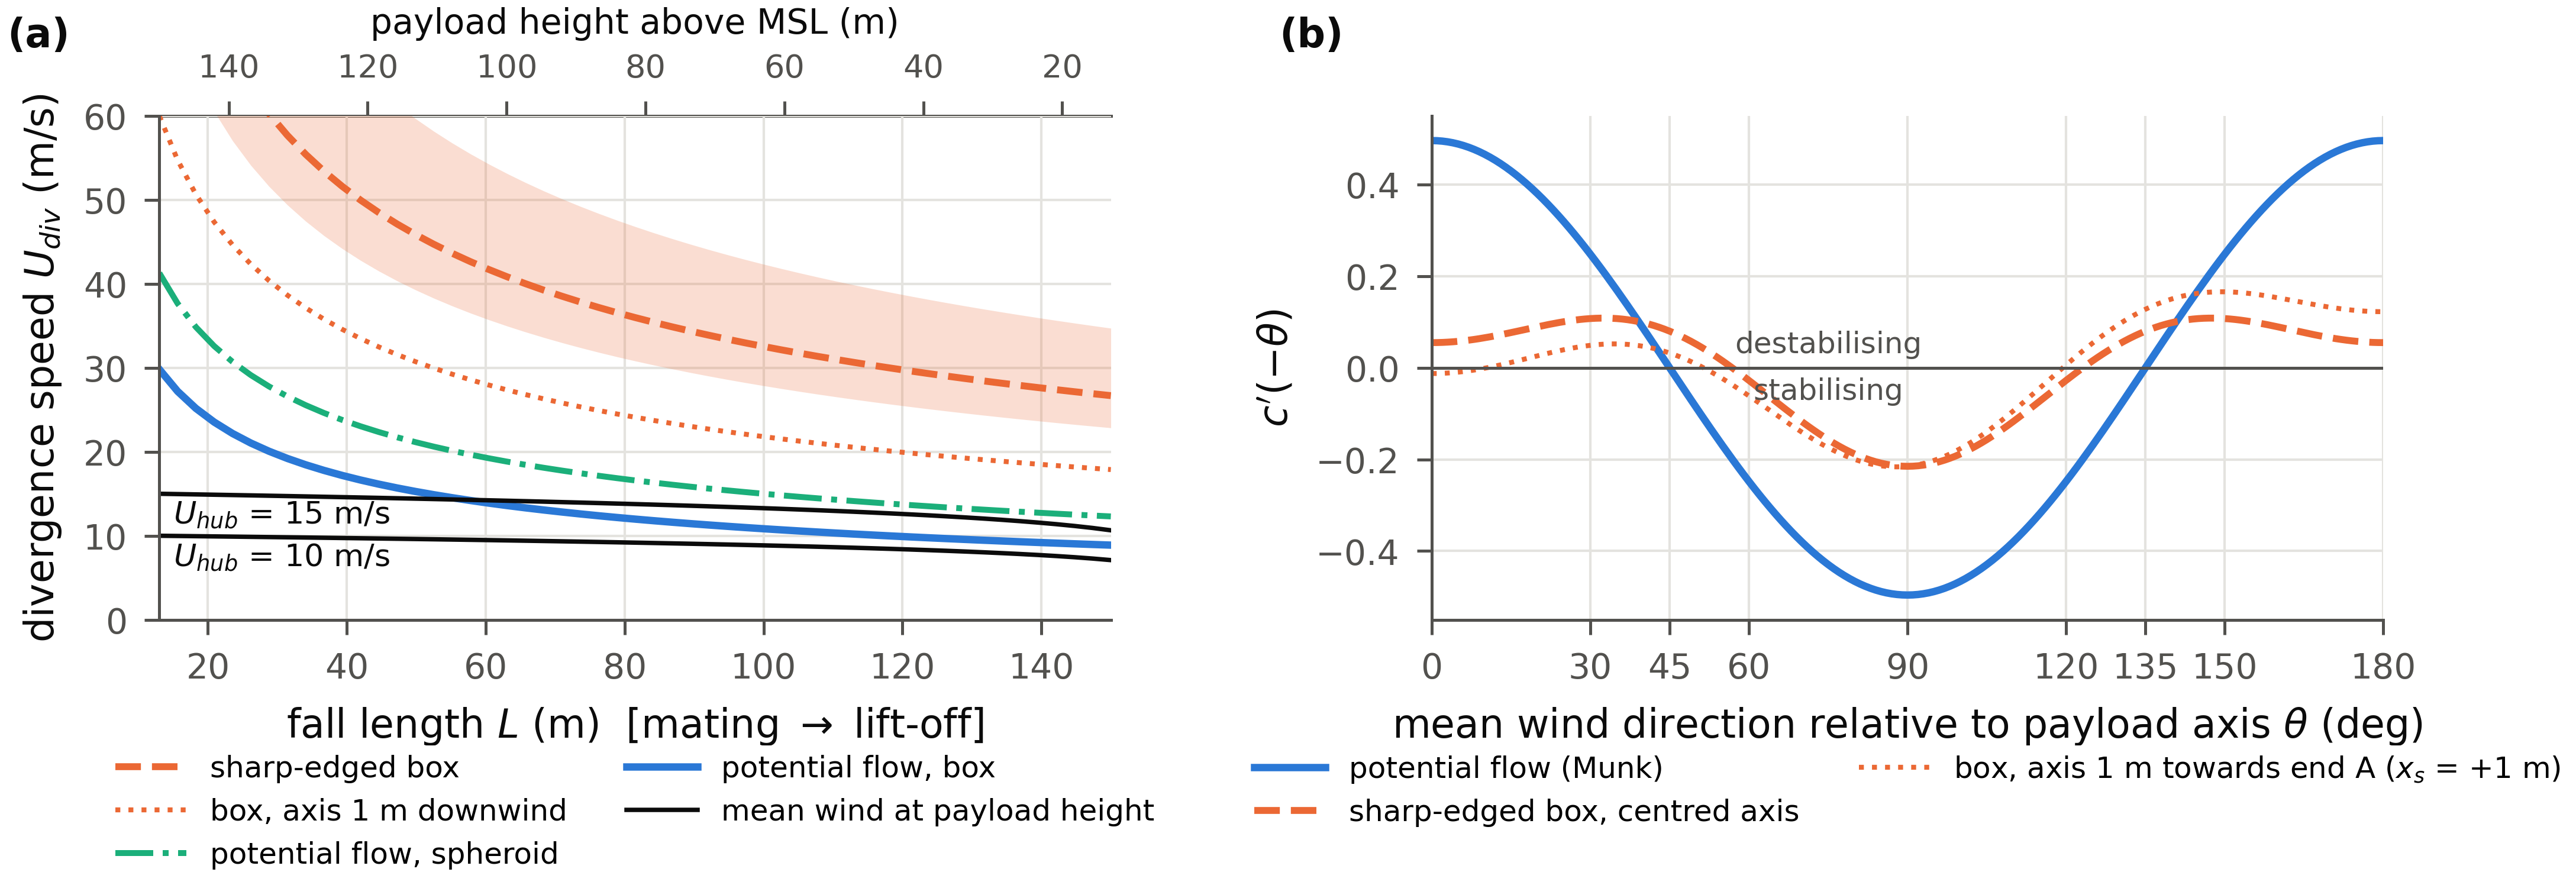 (a)
payload height above MSL (m)
140 120 100 80 60 40 20
divergence speed U_div (m/s)
60
50
40
30
20
10
0
U_hub = 15 m/s
U_hub = 10 m/s
20 40 60 80 100 120 140
fall length L (m) [mating → lift-off]
sharp-edged box
box, axis 1 m downwind
potential flow, spheroid
potential flow, box
mean wind at payload height
(b)
c′(−θ)
0.4
0.2
0.0
−0.2
−0.4
destabilising
stabilising
0 30 45 60 90 120 135 150 180
mean wind direction relative to payload axis θ (deg)
potential flow (Munk)
sharp-edged box, centred axis
box, axis 1 m towards end A (x_s = +1 m)